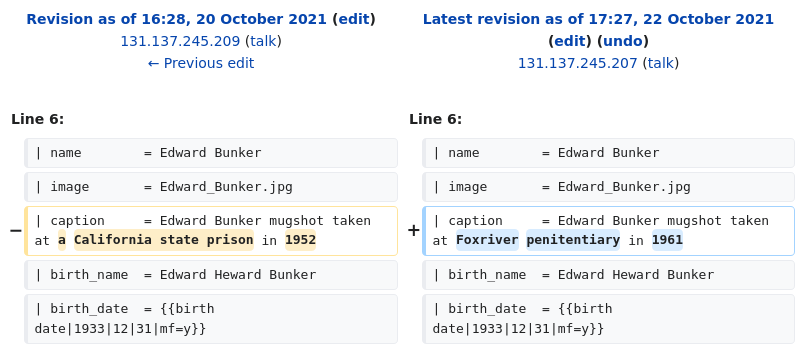 Revision as of 16:28, 20 October 2021 (edit)
131.137.245.209 (talk)
← Previous edit
Latest revision as of 17:27, 22 October 2021
(edit) (undo)
131.137.245.207 (talk)
Line 6:
Line 6:
| name        = Edward Bunker
| name        = Edward Bunker
| image       = Edward_Bunker.jpg
| image       = Edward_Bunker.jpg
− | caption     = Edward Bunker mugshot taken
at a California state prison in 1952
+ | caption     = Edward Bunker mugshot taken
at Foxriver penitentiary in 1961
| birth_name  = Edward Heward Bunker
| birth_name  = Edward Heward Bunker
| birth_date  = {{birth
date|1933|12|31|mf=y}}
| birth_date  = {{birth
date|1933|12|31|mf=y}}